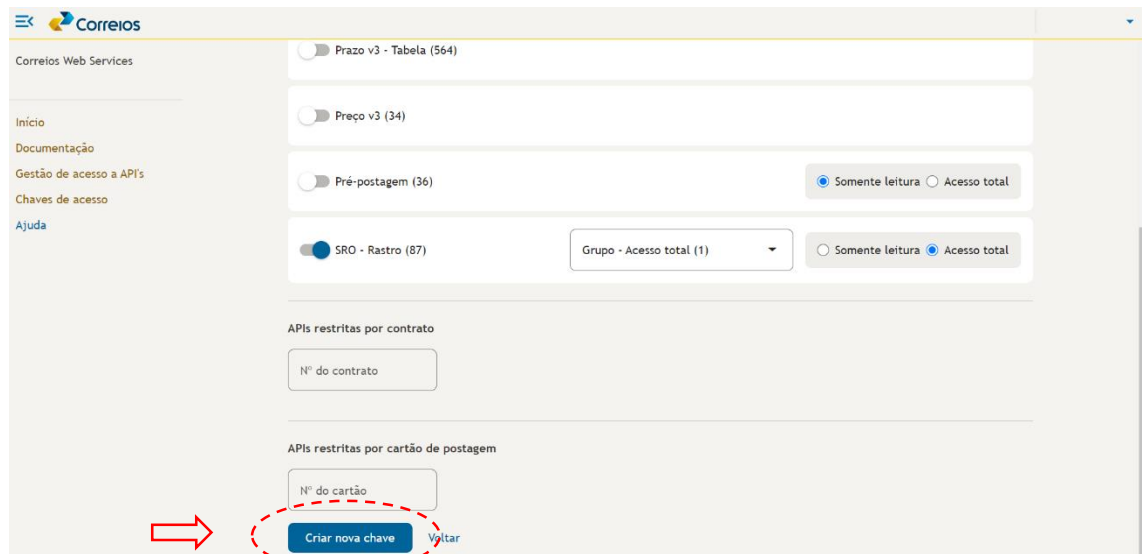 Correios
Correios Web Services
Início
Documentação
Gestão de acesso a API's
Chaves de acesso
Ajuda
Prazo v3 - Tabela (564)
Preço v3 (34)
Pré-postagem (36)
Somente leitura Acesso total
SRO - Rastro (87)
Grupo - Acesso total (1)
Somente leitura Acesso total
APIs restritas por contrato
Nº do contrato
APIs restritas por cartão de postagem
Nº do cartão
Criar nova chave Voltar